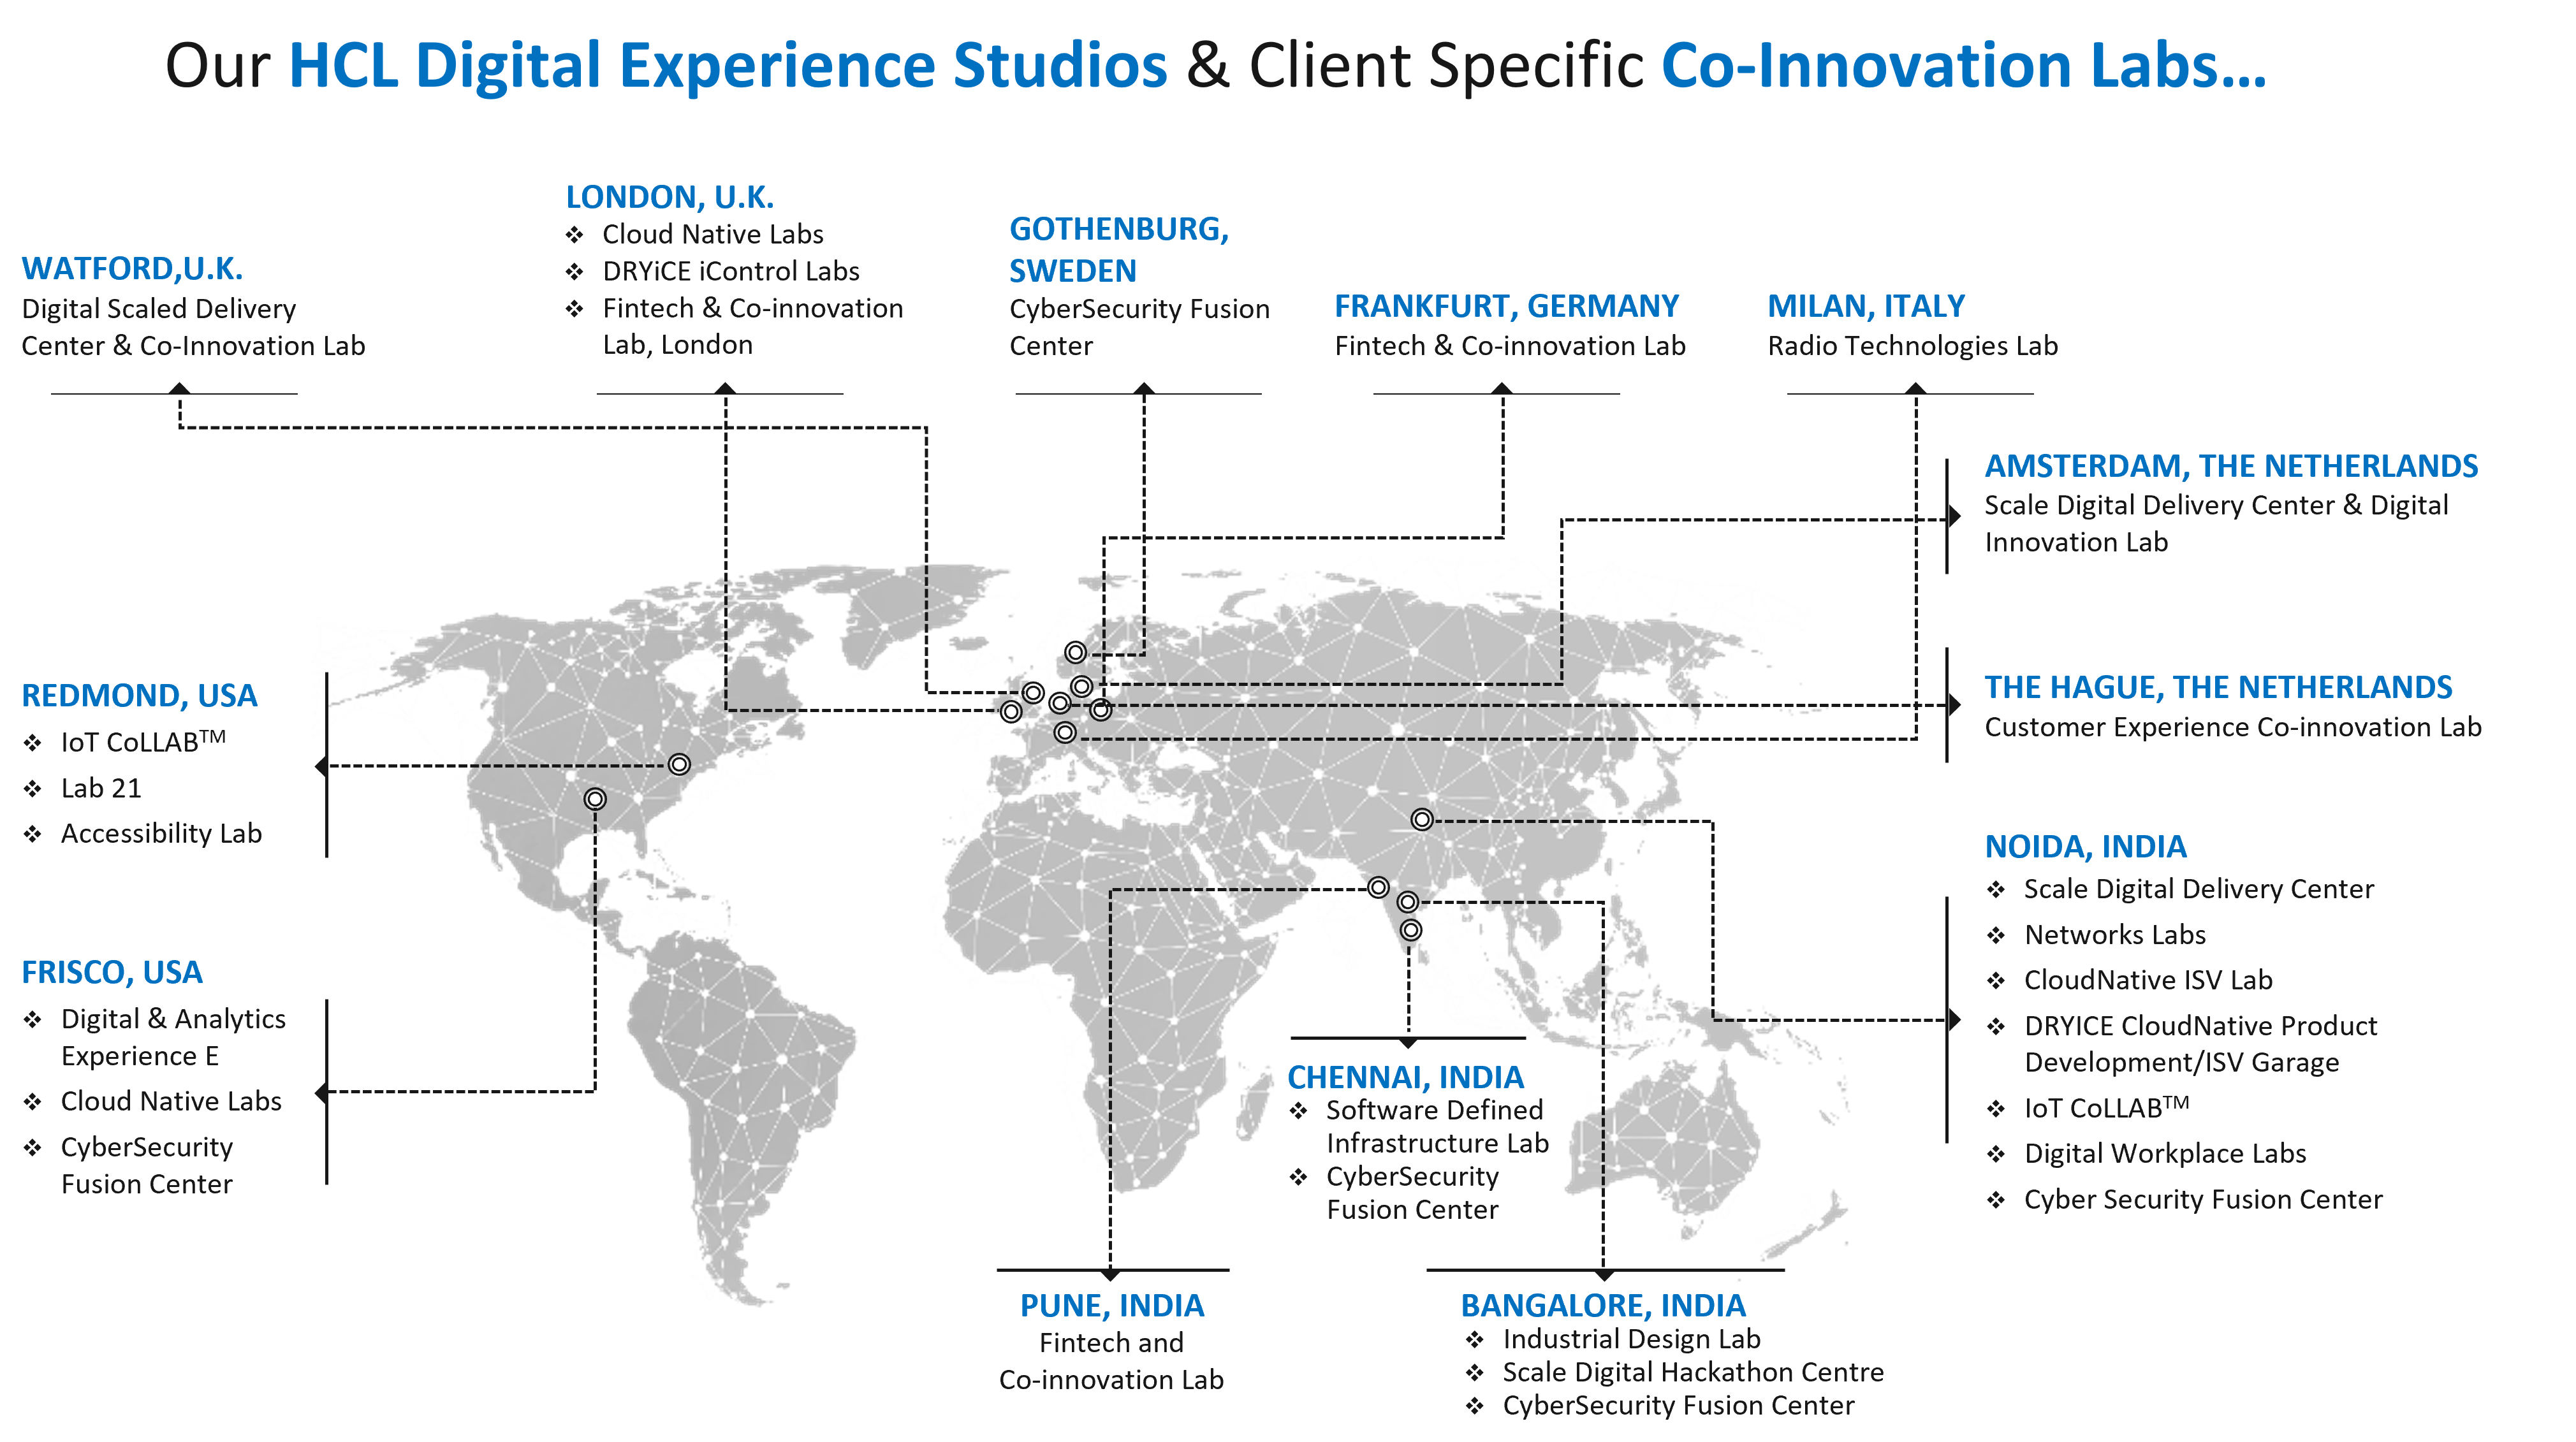 Our HCL Digital Experience Studios & Client Specific Co-Innovation Labs...
WATFORD,U.K.
Digital Scaled Delivery
Center & Co-Innovation Lab
LONDON, U.K.
❖ Cloud Native Labs
❖ DRYiCE iControl Labs
❖ Fintech & Co-innovation
Lab, London
GOTHENBURG,
SWEDEN
CyberSecurity Fusion
Center
FRANKFURT, GERMANY
Fintech & Co-innovation Lab
MILAN, ITALY
Radio Technologies Lab
AMSTERDAM, THE NETHERLANDS
Scale Digital Delivery Center & Digital
Innovation Lab
THE HAGUE, THE NETHERLANDS
Customer Experience Co-innovation Lab
REDMOND, USA
❖ IoT CoLLAB™
❖ Lab 21
❖ Accessibility Lab
FRISCO, USA
❖ Digital & Analytics
Experience E
❖ Cloud Native Labs
❖ CyberSecurity
Fusion Center
NOIDA, INDIA
❖ Scale Digital Delivery Center
❖ Networks Labs
❖ CloudNative ISV Lab
❖ DRYICE CloudNative Product
Development/ISV Garage
❖ IoT CoLLAB™
❖ Digital Workplace Labs
❖ Cyber Security Fusion Center
CHENNAI, INDIA
❖ Software Defined
Infrastructure Lab
❖ CyberSecurity
Fusion Center
PUNE, INDIA
Fintech and
Co-innovation Lab
BANGALORE, INDIA
❖ Industrial Design Lab
❖ Scale Digital Hackathon Centre
❖ CyberSecurity Fusion Center